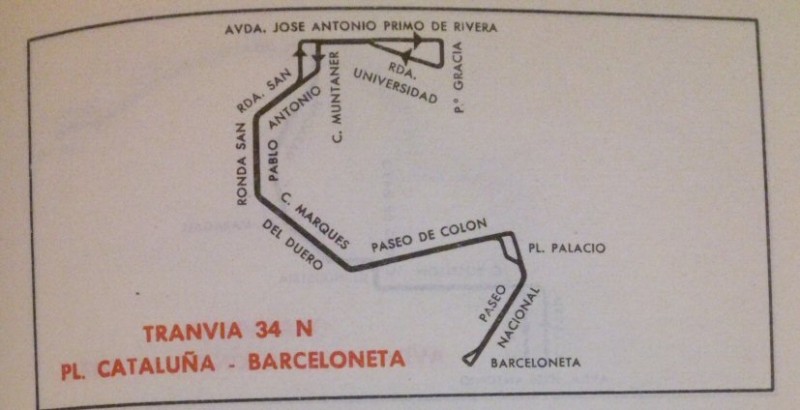 AVDA. JOSE ANTONIO PRIMO DE RIVERA
RDA. SAN
ANTONIO
C. MUNTANER
RDA.
UNIVERSIDAD
P.º GRACIA
RONDA SAN
PABLO
C. MARQUES
DEL DUERO
PASEO DE COLON
PL. PALACIO
PASEO
NACIONAL
BARCELONETA
TRANVIA 34 N
PL. CATALUÑA - BARCELONETA